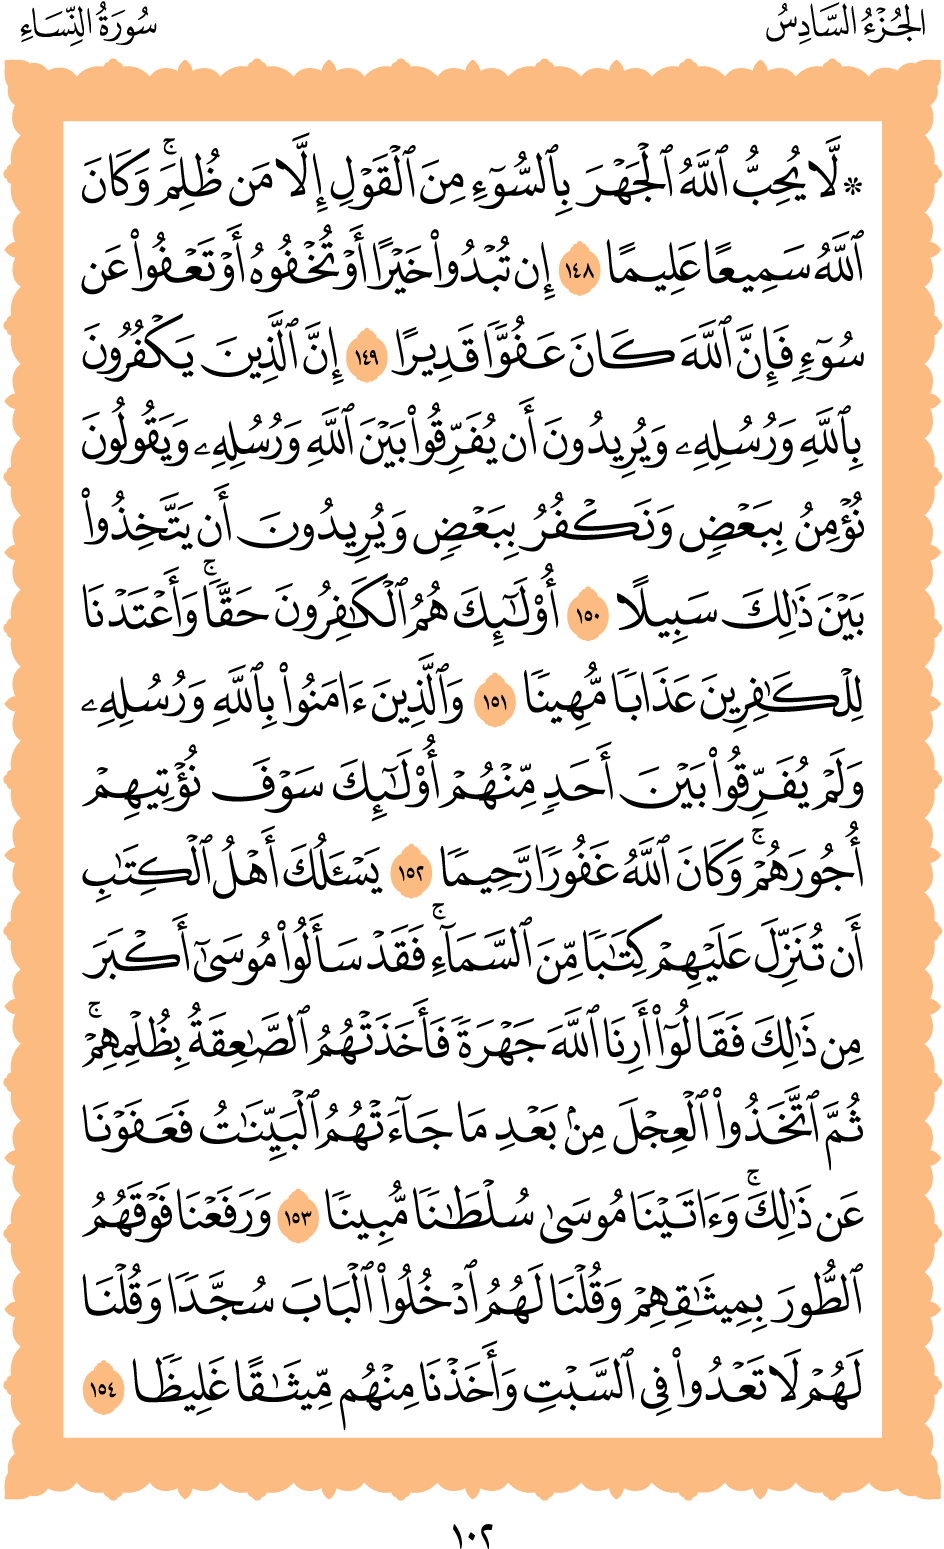 الجُزْءُ السَّادِسُ
سُورَةُ النِّسَاءِ
۞ لَّا يُحِبُّ ٱللَّهُ ٱلْجَهْرَ بِٱلسُّوٓءِ مِنَ ٱلْقَوْلِ إِلَّا مَن ظُلِمَۚ وَكَانَ
ٱللَّهُ سَمِيعًا عَلِيمًا ١٤٨ إِن تُبْدُوا۟ خَيْرًا أَوْ تُخْفُوهُ أَوْ تَعْفُوا۟ عَن
سُوٓءٍ فَإِنَّ ٱللَّهَ كَانَ عَفُوًّا قَدِيرًا ١٤٩ إِنَّ ٱلَّذِينَ يَكْفُرُونَ
بِٱللَّهِ وَرُسُلِهِۦ وَيُرِيدُونَ أَن يُفَرِّقُوا۟ بَيْنَ ٱللَّهِ وَرُسُلِهِۦ وَيَقُولُونَ
نُؤْمِنُ بِبَعْضٍ وَنَكْفُرُ بِبَعْضٍ وَيُرِيدُونَ أَن يَتَّخِذُوا۟
بَيْنَ ذَٰلِكَ سَبِيلًا ١٥٠ أُو۟لَٰٓئِكَ هُمُ ٱلْكَٰفِرُونَ حَقًّاۚ وَأَعْتَدْنَا
لِلْكَٰفِرِينَ عَذَابًا مُّهِينًا ١٥١ وَٱلَّذِينَ ءَامَنُوا۟ بِٱللَّهِ وَرُسُلِهِۦ
وَلَمْ يُفَرِّقُوا۟ بَيْنَ أَحَدٍ مِّنْهُمْ أُو۟لَٰٓئِكَ سَوْفَ نُؤْتِيهِمْ
أُجُورَهُمْۚ وَكَانَ ٱللَّهُ غَفُورًا رَّحِيمًا ١٥٢ يَسْـَٔلُكَ أَهْلُ ٱلْكِتَٰبِ
أَن تُنَزِّلَ عَلَيْهِمْ كِتَٰبًا مِّنَ ٱلسَّمَآءِۚ فَقَدْ سَأَلُوا۟ مُوسَىٰٓ أَكْبَرَ
مِن ذَٰلِكَ فَقَالُوٓا۟ أَرِنَا ٱللَّهَ جَهْرَةً فَأَخَذَتْهُمُ ٱلصَّٰعِقَةُ بِظُلْمِهِمْۚ
ثُمَّ ٱتَّخَذُوا۟ ٱلْعِجْلَ مِنۢ بَعْدِ مَا جَآءَتْهُمُ ٱلْبَيِّنَٰتُ فَعَفَوْنَا
عَن ذَٰلِكَۚ وَءَاتَيْنَا مُوسَىٰ سُلْطَٰنًا مُّبِينًا ١٥٣ وَرَفَعْنَا فَوْقَهُمُ
ٱلطُّورَ بِمِيثَٰقِهِمْ وَقُلْنَا لَهُمُ ٱدْخُلُوا۟ ٱلْبَابَ سُجَّدًا وَقُلْنَا
لَهُمْ لَا تَعْدُوا۟ فِى ٱلسَّبْتِ وَأَخَذْنَا مِنْهُم مِّيثَٰقًا غَلِيظًا ١٥٤
١٠٢